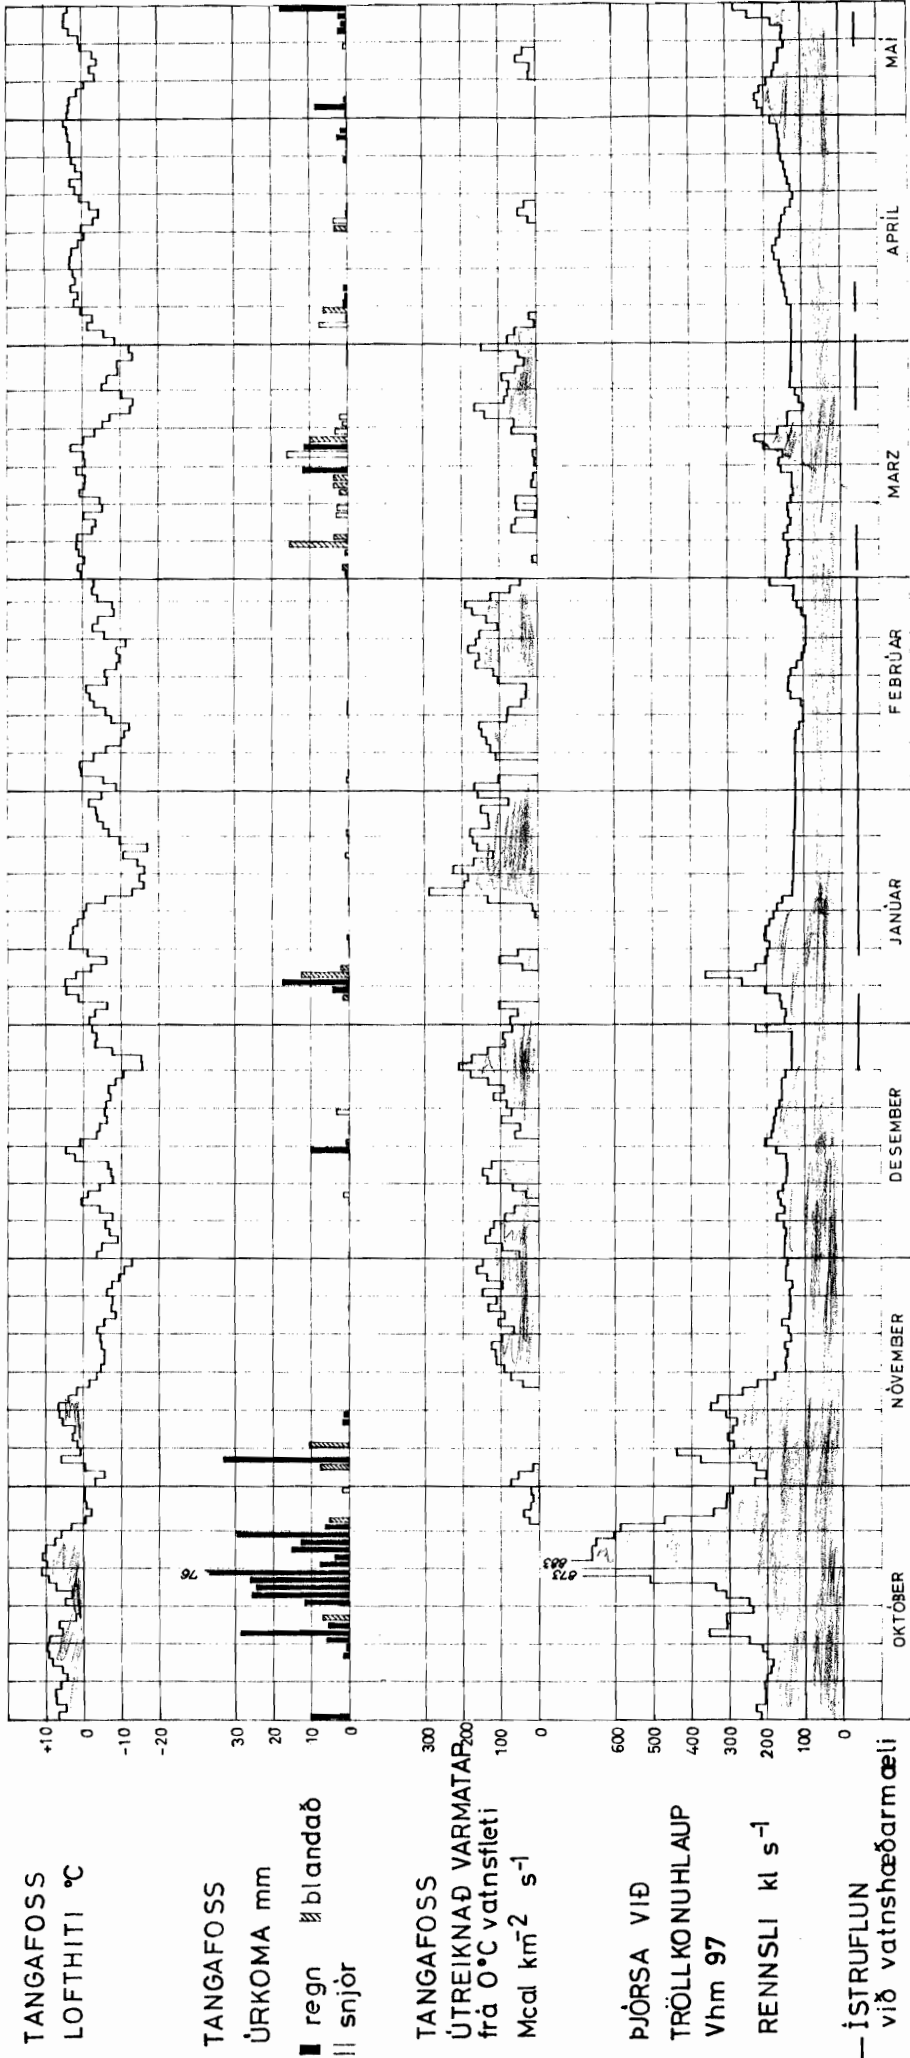 TANGAFOSS
LOFTHITI °C
+10
0
-10
-20
TANGAFOSS
ÚRKOMA mm
regn
blandað
snjór
30
20
10
0
76
TANGAFOSS
ÚTREIKNAÐ VARMATAP
frá 0°C vatnsfleti
Mcal km⁻² s⁻¹
300
200
100
0
ÞJÓRSA VIÐ
TRÖLLKONUHLAUP
Vhm 97
RENNSLI kl s⁻¹
600
500
400
300
200
100
0
873
883
ÍSTRUFLUN
við vatnshæðarmæli
OKTÓBER
NÓVEMBER
DESEMBER
JANÚAR
FEBRÚAR
MARZ
APRÍL
MAÍ